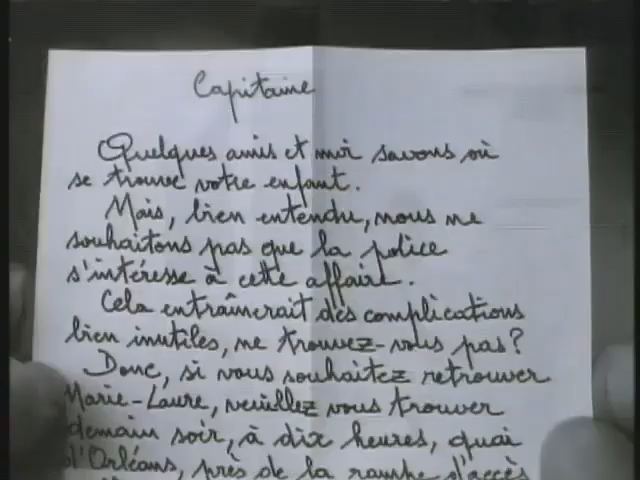 Capitaine
Quelques amis et moi savons où
se trouve votre enfant.
Mais, bien entendu, nous ne
souhaitons pas que la police
s'intéresse à cette affaire.
Cela entraînerait des complications
bien inutiles, ne trouvez-vous pas?
Donc, si vous souhaitez retrouver
Marie-Laure, veuillez vous trouver
demain soir, à dix heures, quai
d'Orléans, près de la rampe d'accès